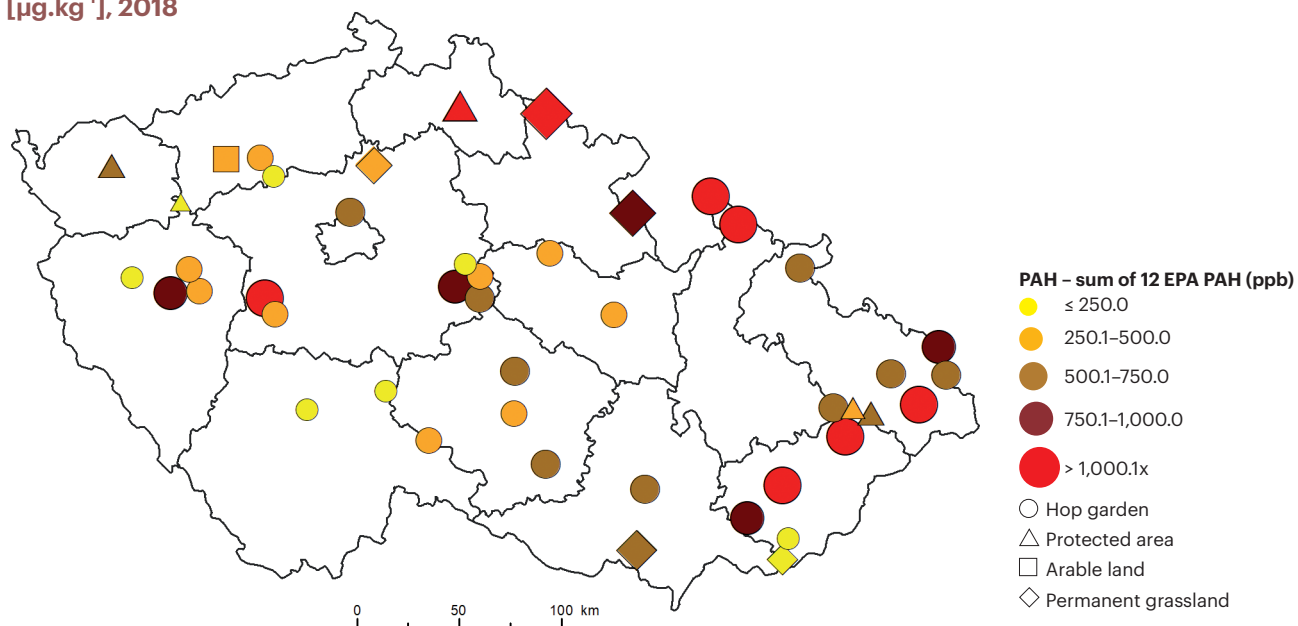 [µg.kg⁻¹], 2018
PAH – sum of 12 EPA PAH (ppb)
≤ 250.0
250.1–500.0
500.1–750.0
750.1–1,000.0
> 1,000.1x
Hop garden
Protected area
Arable land
Permanent grassland
0 50 100 km